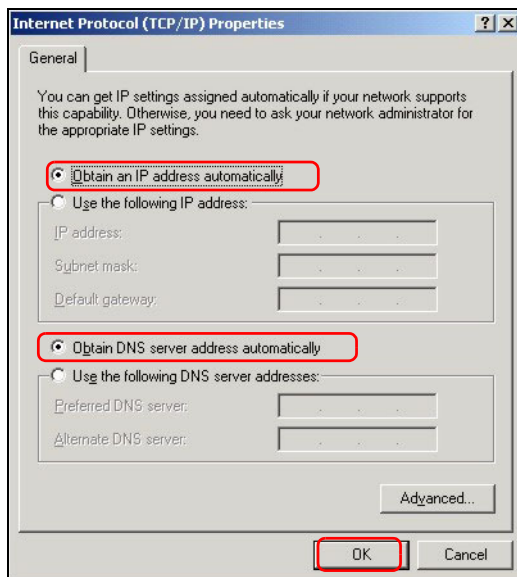 Internet Protocol (TCP/IP) Properties
General
You can get IP settings assigned automatically if your network supports
this capability. Otherwise, you need to ask your network administrator for
the appropriate IP settings.
Obtain an IP address automatically
Use the following IP address:
IP address:
Subnet mask:
Default gateway:
Obtain DNS server address automatically
Use the following DNS server addresses:
Preferred DNS server:
Alternate DNS server:
Advanced...
OK
Cancel